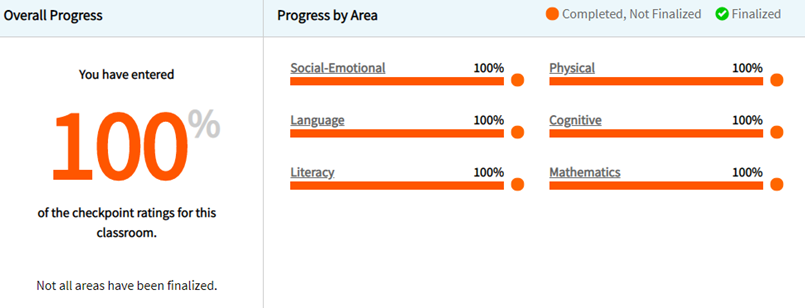 Overall Progress
Progress by Area
Completed, Not Finalized
Finalized
You have entered
100%
of the checkpoint ratings for this
classroom.
Not all areas have been finalized.
Social-Emotional 100%
Physical 100%
Language 100%
Cognitive 100%
Literacy 100%
Mathematics 100%